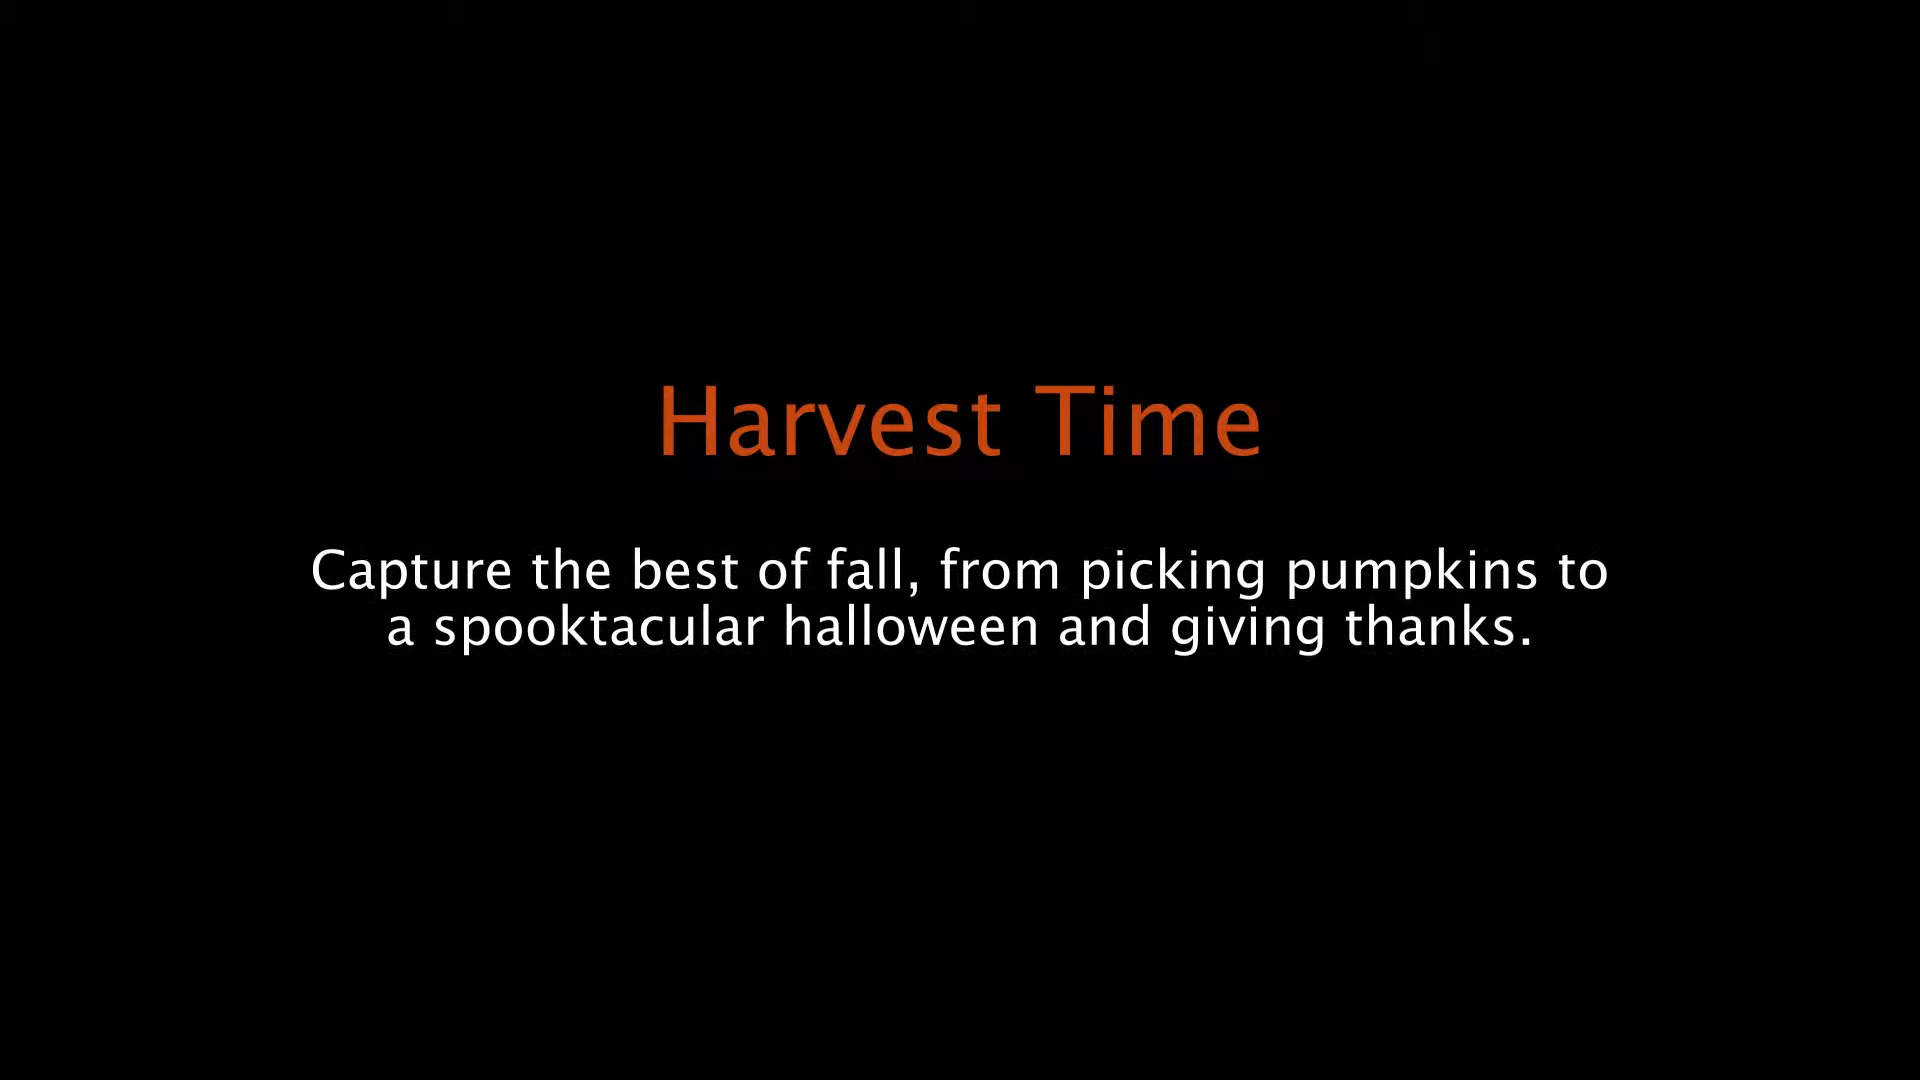 Harvest Time
Capture the best of fall, from picking pumpkins to
a spooktacular halloween and giving thanks.